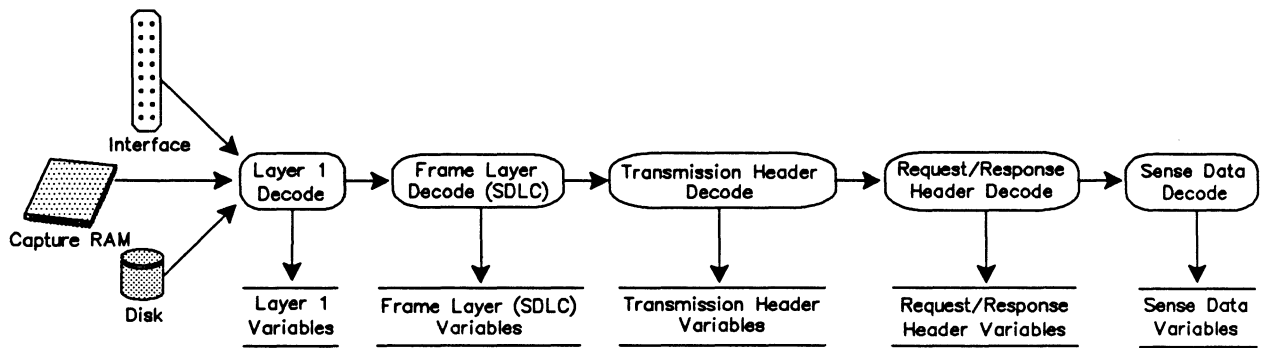 Interface
Capture RAM
Disk
Layer 1
Decode
Frame Layer
Decode (SDLC)
Transmission Header
Decode
Request/Response
Header Decode
Sense Data
Decode
Layer 1
Variables
Frame Layer (SDLC)
Variables
Transmission Header
Variables
Request/Response
Header Variables
Sense Data
Variables